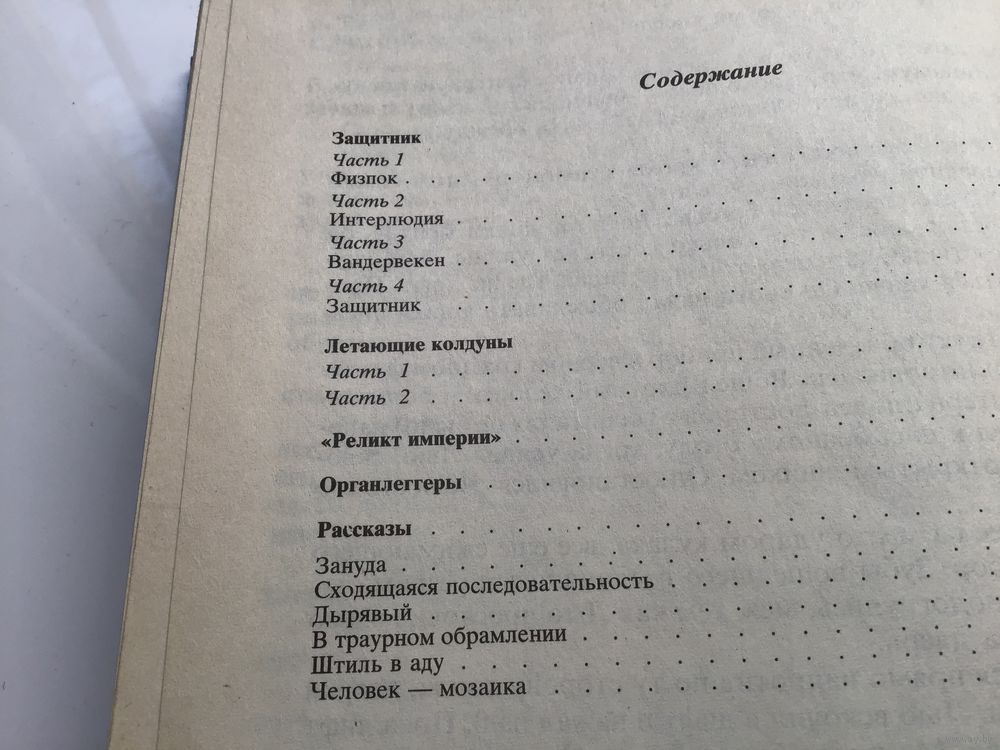 Содержание
Защитник
Часть 1
Физпок
Часть 2
Интерлюдия
Часть 3
Вандервекен
Часть 4
Защитник
Летающие колдуны
Часть 1
Часть 2
«Реликт империи»
Органлеггеры
Рассказы
Зануда
Сходящаяся последовательность
Дырявый
В траурном обрамлении
Штиль в аду
Человек — мозаика